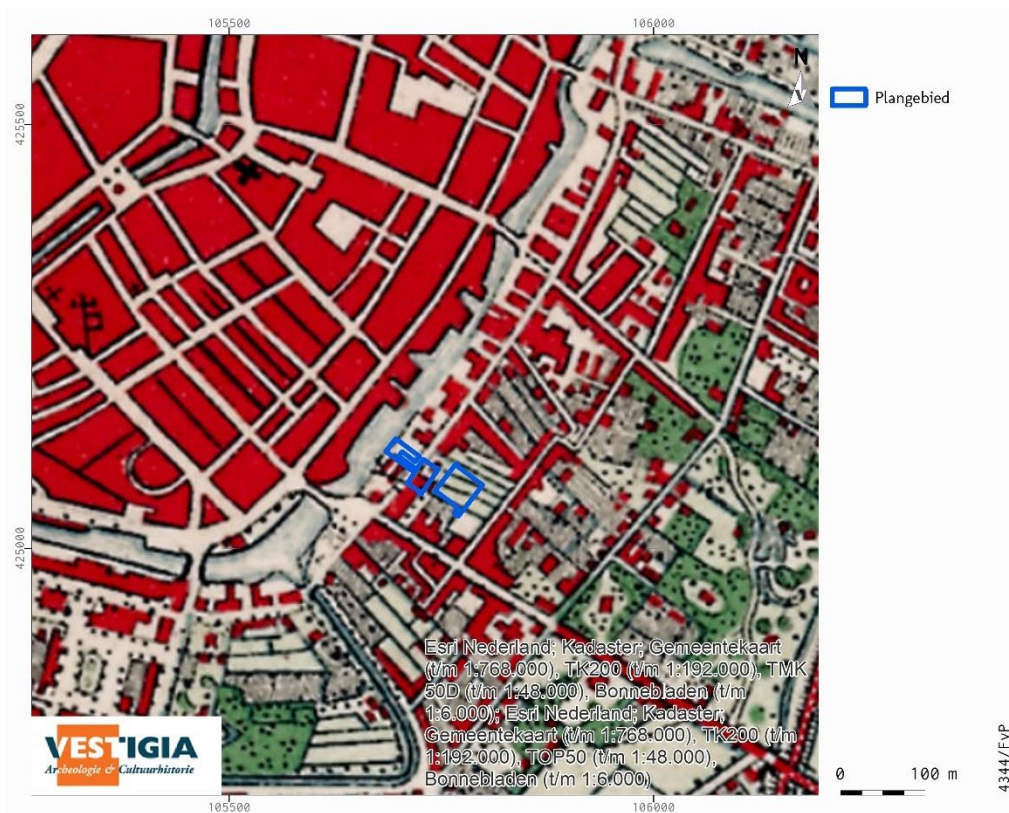 105500
106000
425500
425000
N
Plangebied
Esri Nederland; Kadaster; Gemeentekaart
(t/m 1:768.000), TK200 (t/m 1:192.000), TMK
50D (t/m 1:48.000), Bonnebladen (t/m
1:6.000); Esri Nederland; Kadaster;
Gemeentekaart (t/m 1:768.000), TK200 (t/m
1:192.000), TOP50 (t/m 1:48.000),
Bonnebladen (t/m 1:6.000)
VESTIGIA
Archeologie & Cultuurhistorie
0 100 m
4344/FvP
105500
106000